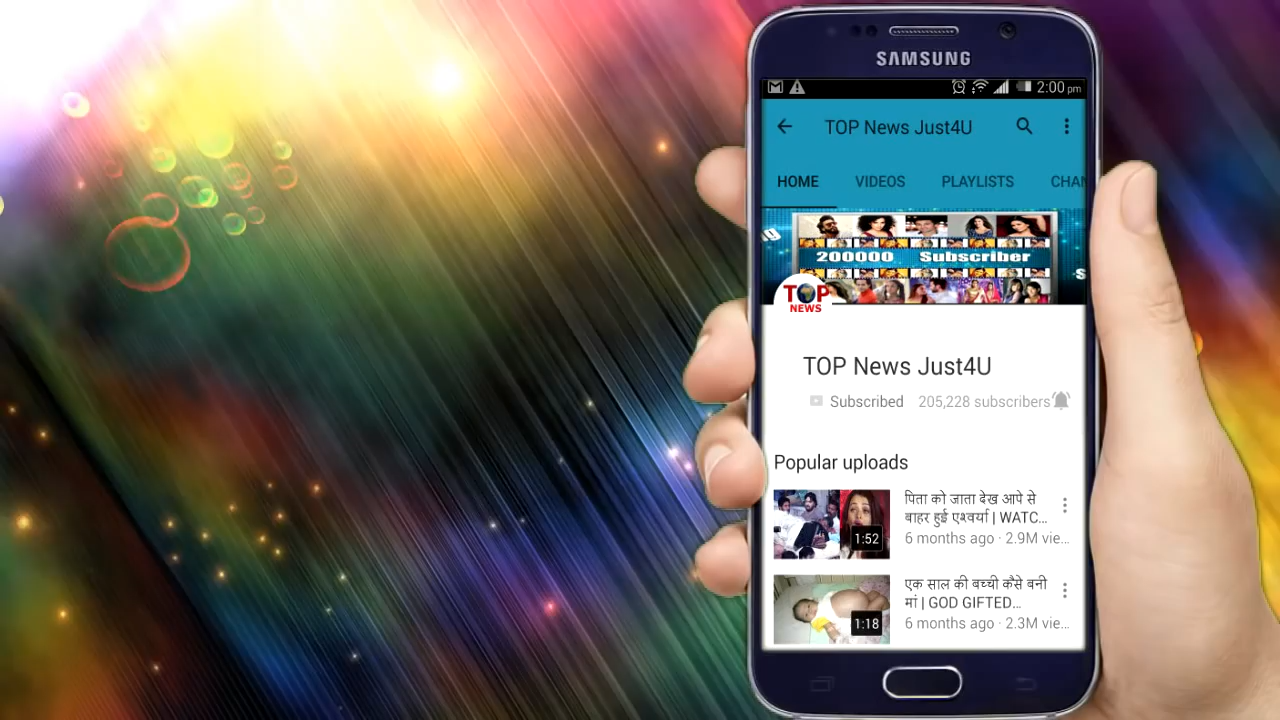 SAMSUNG
2:00 pm
TOP News Just4U
HOME VIDEOS PLAYLISTS CHAN
200000 Subscriber
TOP
NEWS
TOP News Just4U
Subscribed 205,228 subscribers
Popular uploads
पिता को जाता देख आपे से
बाहर हुई एश्वर्या | WATC...
6 months ago · 2.9M vie...
1:52
एक साल की बच्ची कैसे बनी
मां | GOD GIFTED...
6 months ago · 2.3M vie...
1:18